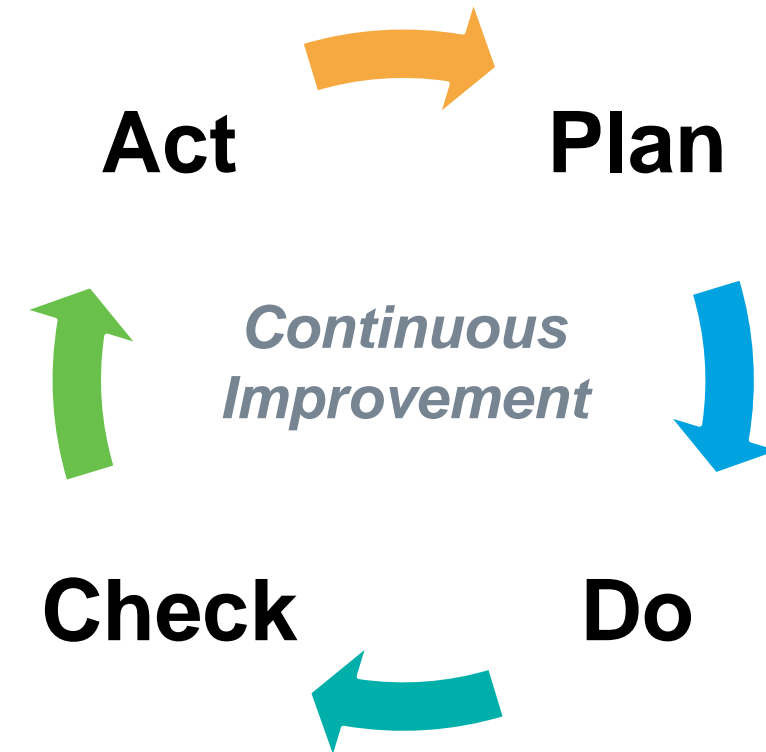 Act
Plan
Continuous
Improvement
Check
Do